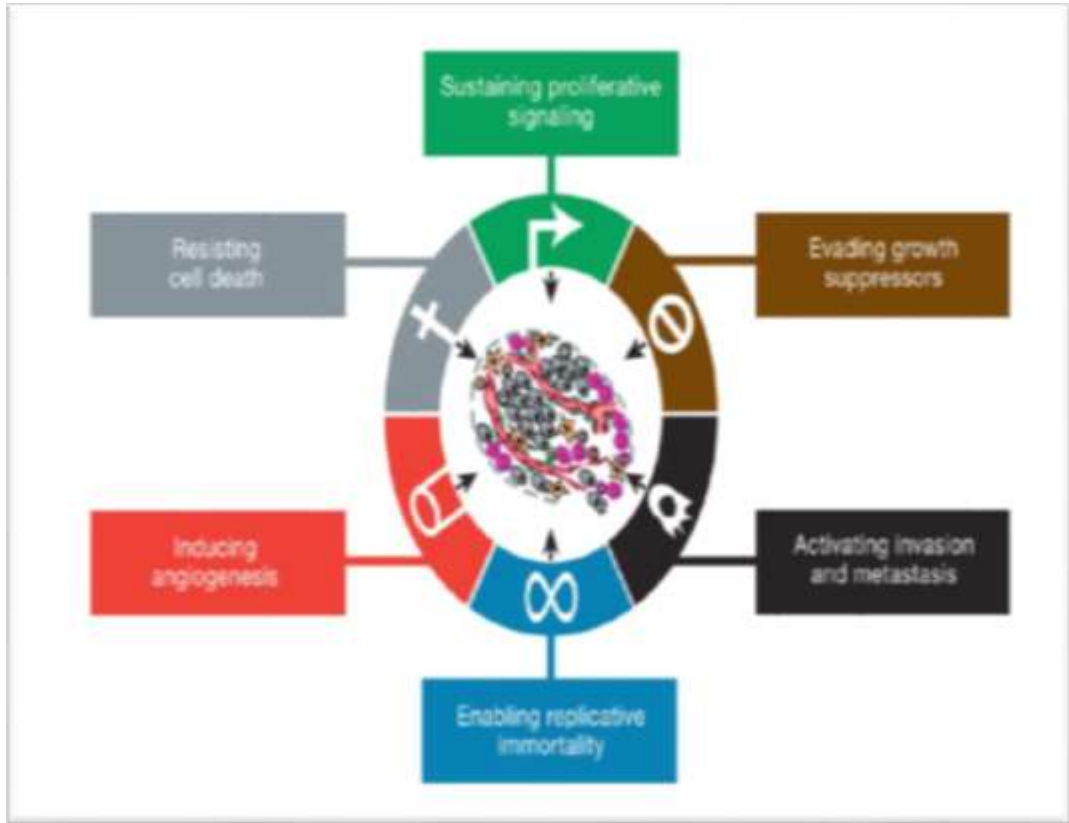 Sustaining proliferative
signaling
Resisting
cell death
Evading growth
suppressors
Inducing
angiogenesis
Activating invasion
and metastasis
Enabling replicative
immortality